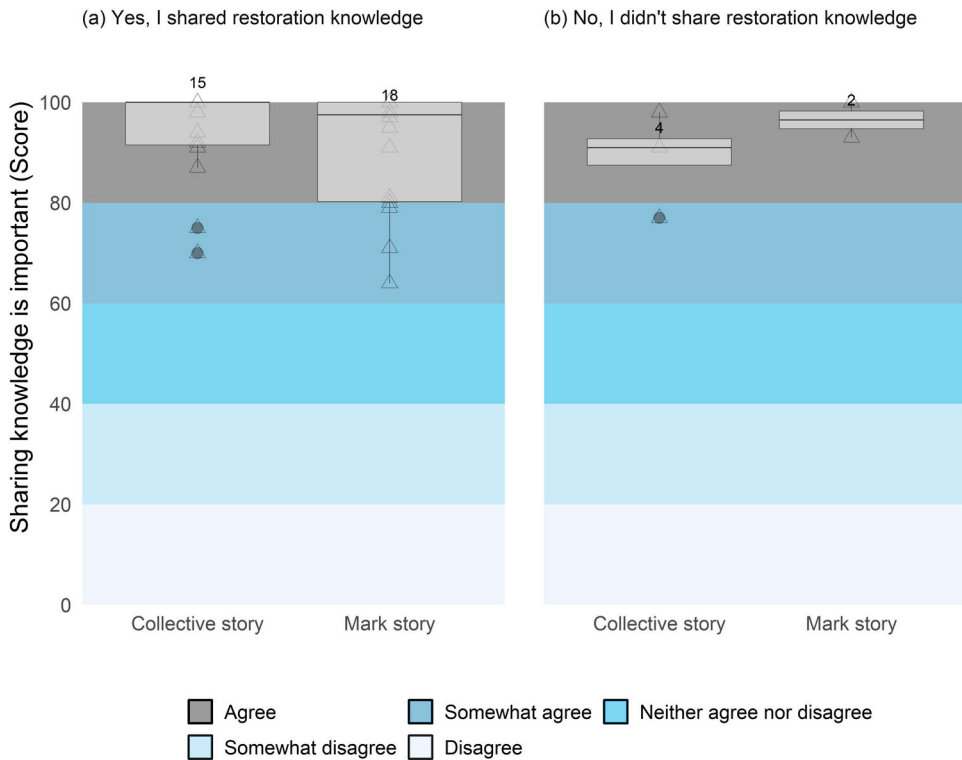 (a) Yes, I shared restoration knowledge
(b) No, I didn't share restoration knowledge
Sharing knowledge is important (Score)
100
80
60
40
20
0
15
18
4
2
Collective story
Mark story
Collective story
Mark story
Agree
Somewhat agree
Neither agree nor disagree
Somewhat disagree
Disagree